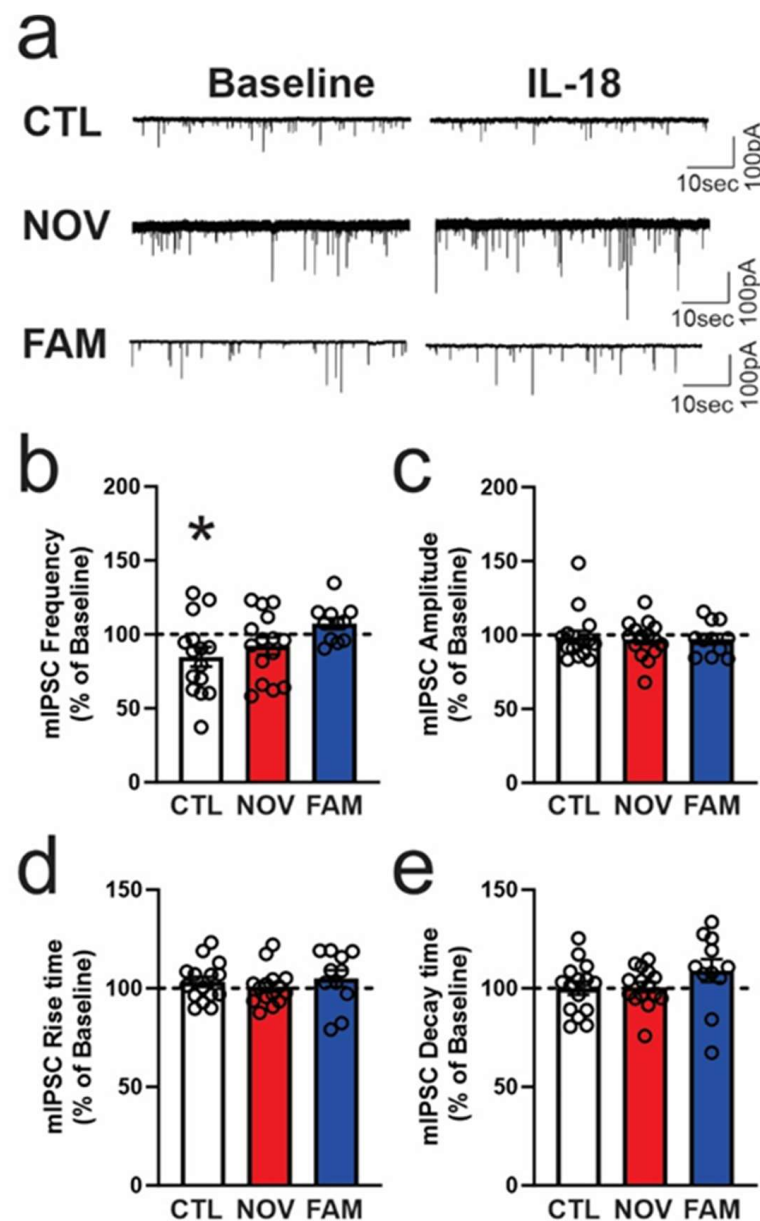 a
Baseline IL-18
CTL
10sec 100pA
NOV
10sec 100pA
FAM
10sec 100pA
b
mIPSC Frequency
(% of Baseline)
200
150
100
50
0
*
CTL NOV FAM
c
mIPSC Amplitude
(% of Baseline)
200
150
100
50
0
CTL NOV FAM
d
mIPSC Rise time
(% of Baseline)
150
100
50
0
CTL NOV FAM
e
mIPSC Decay time
(% of Baseline)
150
100
50
0
CTL NOV FAM